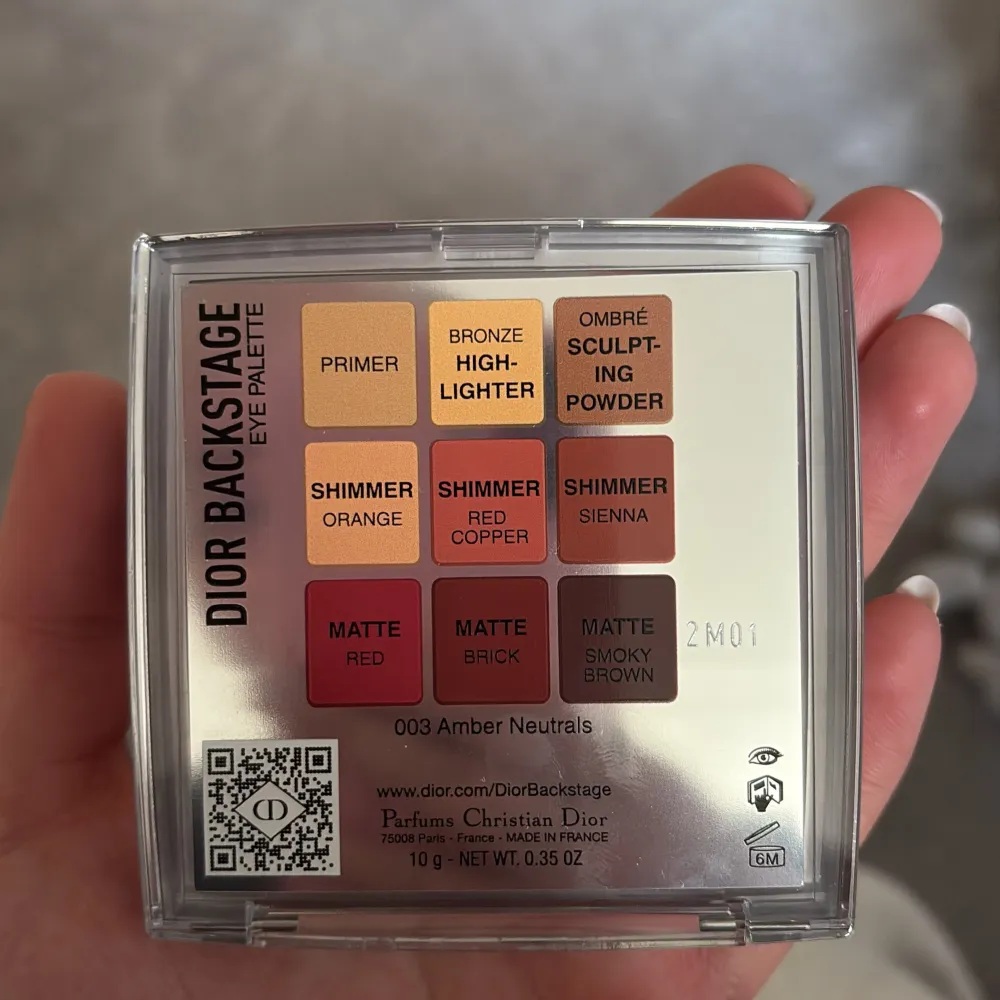 DIOR BACKSTAGE
EYE PALETTE
PRIMER
BRONZE
HIGH-
LIGHTER
OMBRÉ
SCULPT-
ING
POWDER
SHIMMER
ORANGE
SHIMMER
RED
COPPER
SHIMMER
SIENNA
MATTE
RED
MATTE
BRICK
MATTE
SMOKY
BROWN
2M01
003 Amber Neutrals
www.dior.com/DiorBackstage
Parfums Christian Dior
75008 Paris - France - MADE IN FRANCE
10 g - NET WT. 0.35 OZ
6M